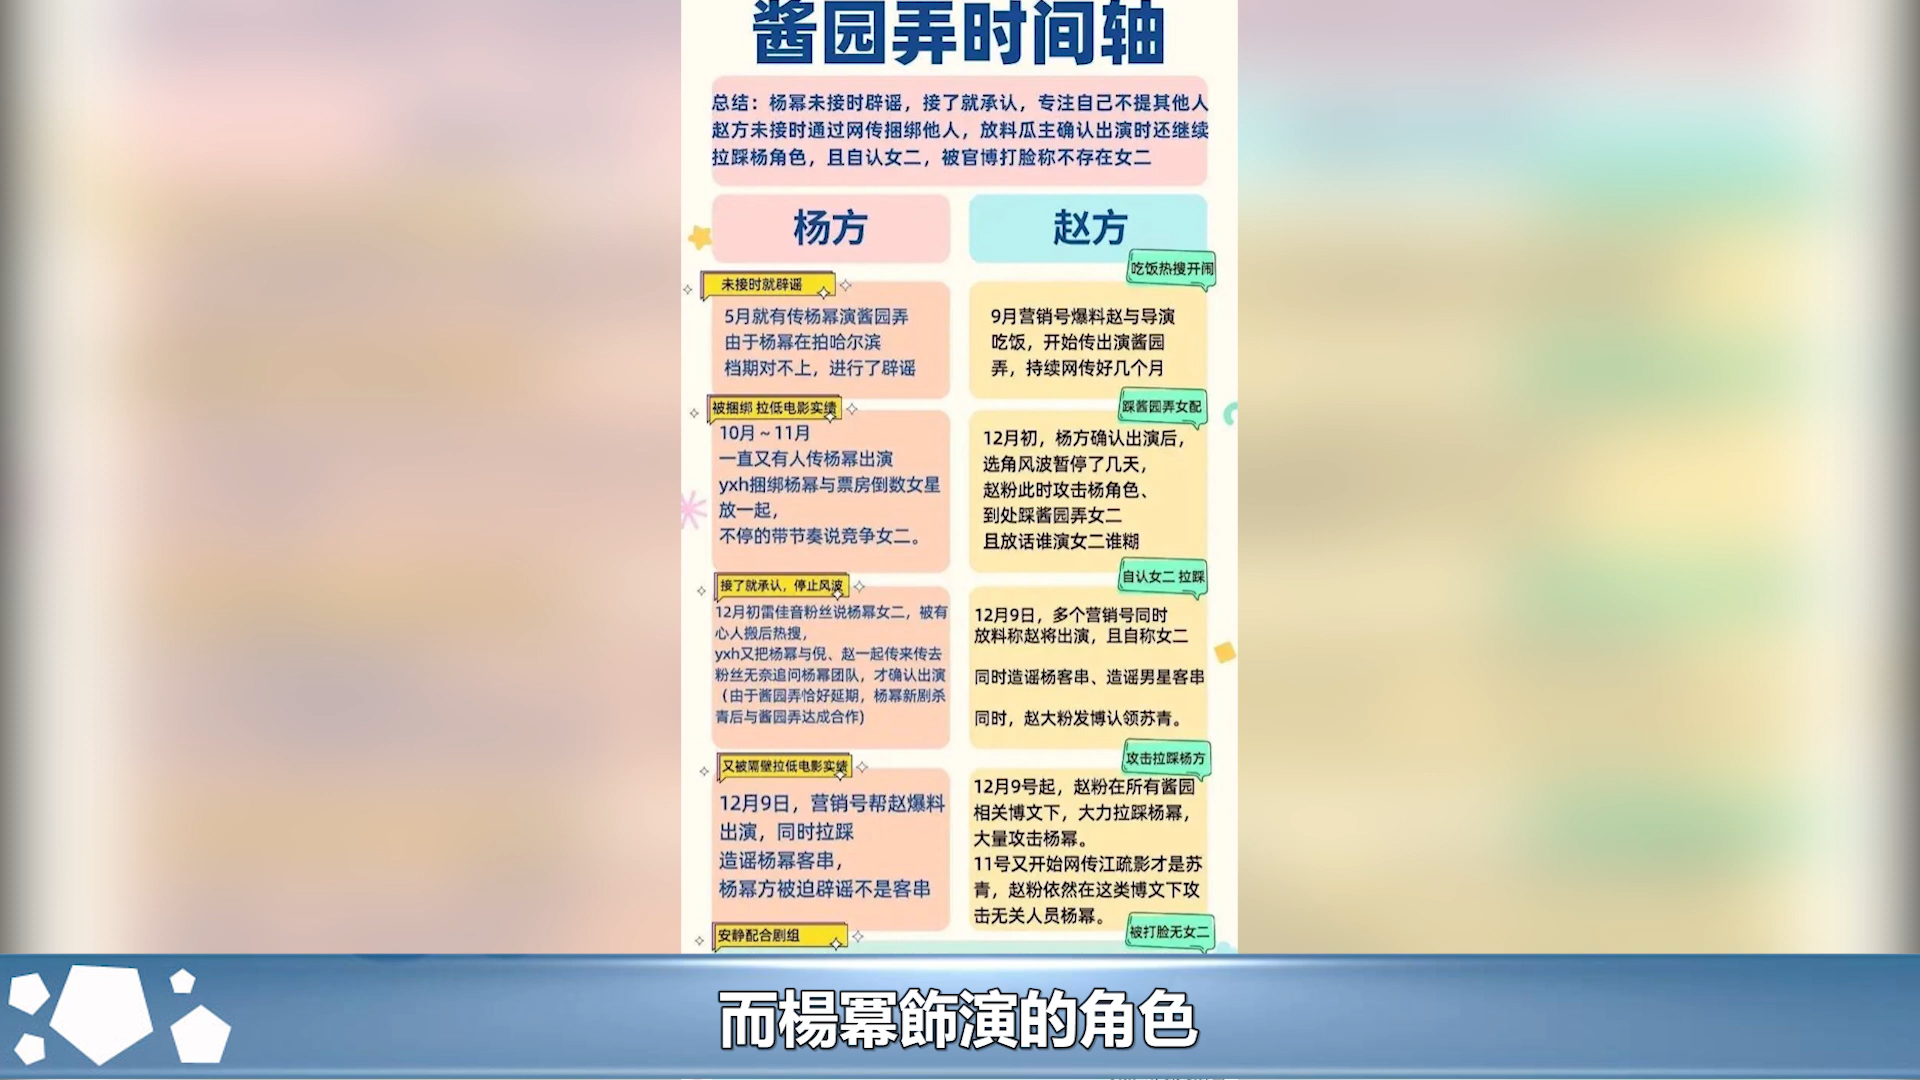 酱园弄时间轴
总结：杨幂未接时辟谣，接了就承认，专注自己不提其他人
赵方未接时通过网传捆绑他人，放料瓜主确认出演时还继续
拉踩杨角色，且自认女二，被官博打脸称不存在女二
杨方
未接时就辟谣
5月就有传杨幂演酱园弄
由于杨幂在拍哈尔滨
档期对不上，进行了辟谣
被捆绑 拉低电影实绩
10月～11月
一直又有人传杨幂出演
yxh捆绑杨幂与票房倒数女星
放一起，
不停的带节奏说竞争女二。
接了就承认，停止风波
12月初雷佳音粉丝说杨幂女二，被有
心人搬后热搜，
yxh又把杨幂与倪、赵一起传来传去
粉丝无奈追问杨幂团队，才确认出演
（由于酱园弄恰好延期，杨幂新剧杀
青后与酱园弄达成合作)
又被隔壁拉低电影实绩
12月9日，营销号帮赵爆料
出演，同时拉踩
造谣杨幂客串，
杨幂方被迫辟谣不是客串
安静配合剧组
赵方
吃饭热搜开闹
9月营销号爆料赵与导演
吃饭，开始传出演酱园
弄，持续网传好几个月
踩酱园弄女配
12月初，杨方确认出演后，
选角风波暂停了几天，
赵粉此时攻击杨角色、
到处踩酱园弄女二
且放话谁演女二谁糊
自认女二 拉踩
12月9日，多个营销号同时
放料称赵将出演，且自称女二
同时造谣杨客串、造谣男星客串
同时，赵大粉发博认领苏青。
攻击拉踩杨方
12月9号起，赵粉在所有酱园
相关博文下，大力拉踩杨幂，
大量攻击杨幂。
11号又开始网传江疏影才是苏
青，赵粉依然在这类博文下攻
击无关人员杨幂。
被打脸无女二
而楊冪飾演的角色